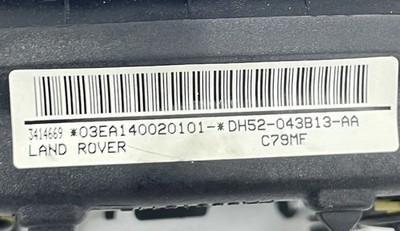 3414669 *03EA140020101-*DH52-043B13-AA
LAND ROVER C79MF